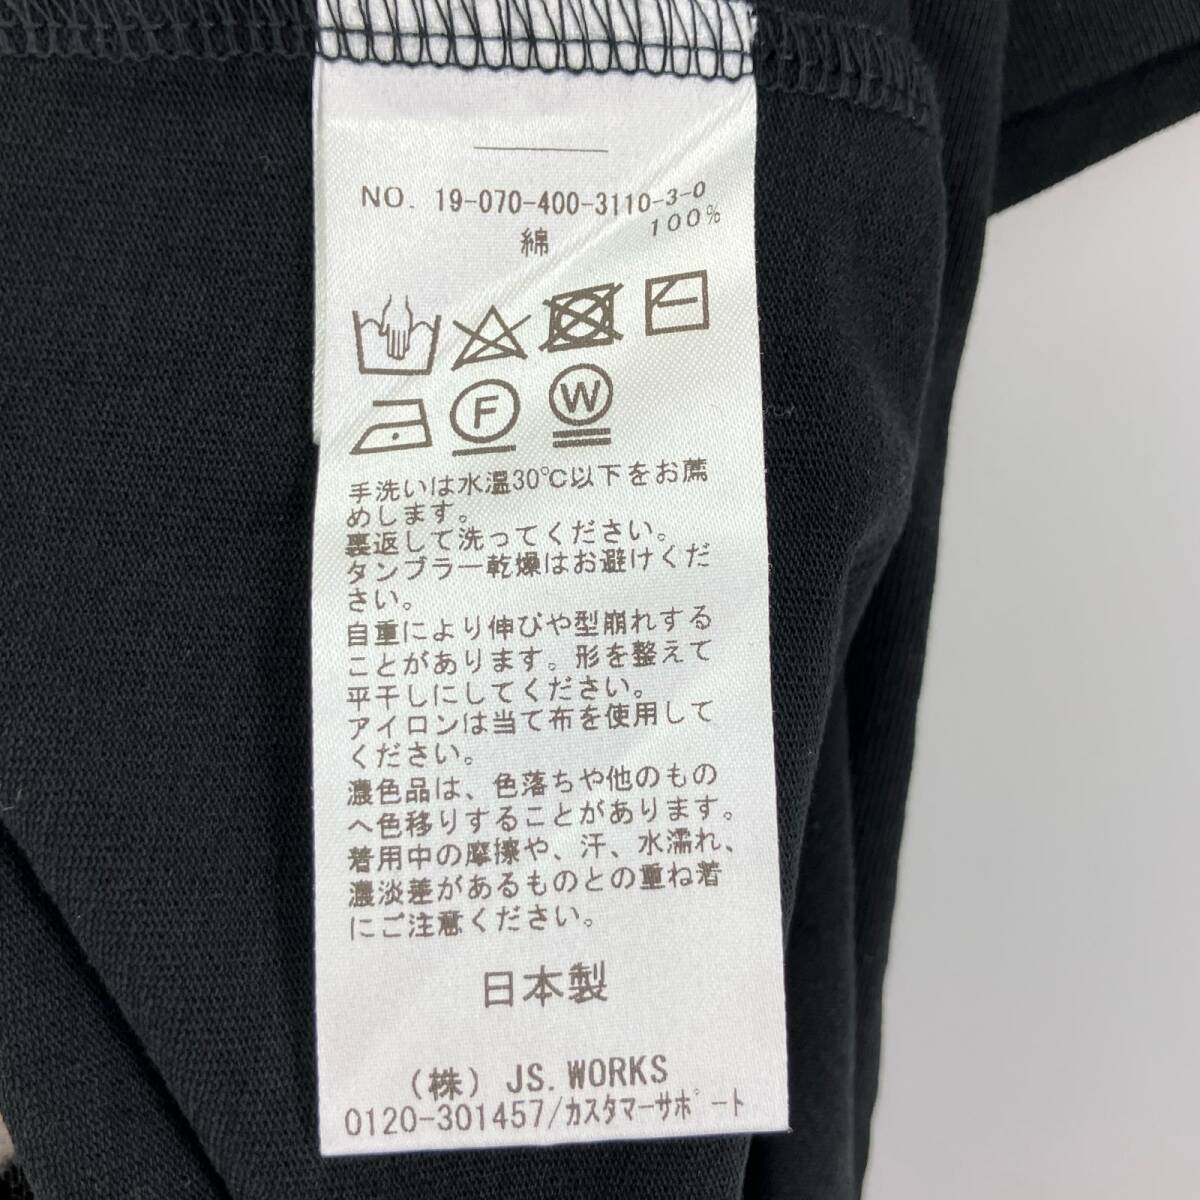 NO. 19-070-400-3110-3-0
綿 100%
F W
手洗いは水温30℃以下をお薦
めします。
裏返して洗ってください。
タンブラー乾燥はお避けくだ
さい。
自重により伸びや型崩れする
ことがあります。形を整えて
平干しにしてください。
アイロンは当て布を使用して
ください。
濃色品は、色落ちや他のもの
へ色移りすることがあります。
着用中の摩擦や、汗、水濡れ、
濃淡差があるものとの重ね着
にご注意ください。
日本製
(株) JS.WORKS
0120-301457/カスタマーサポート